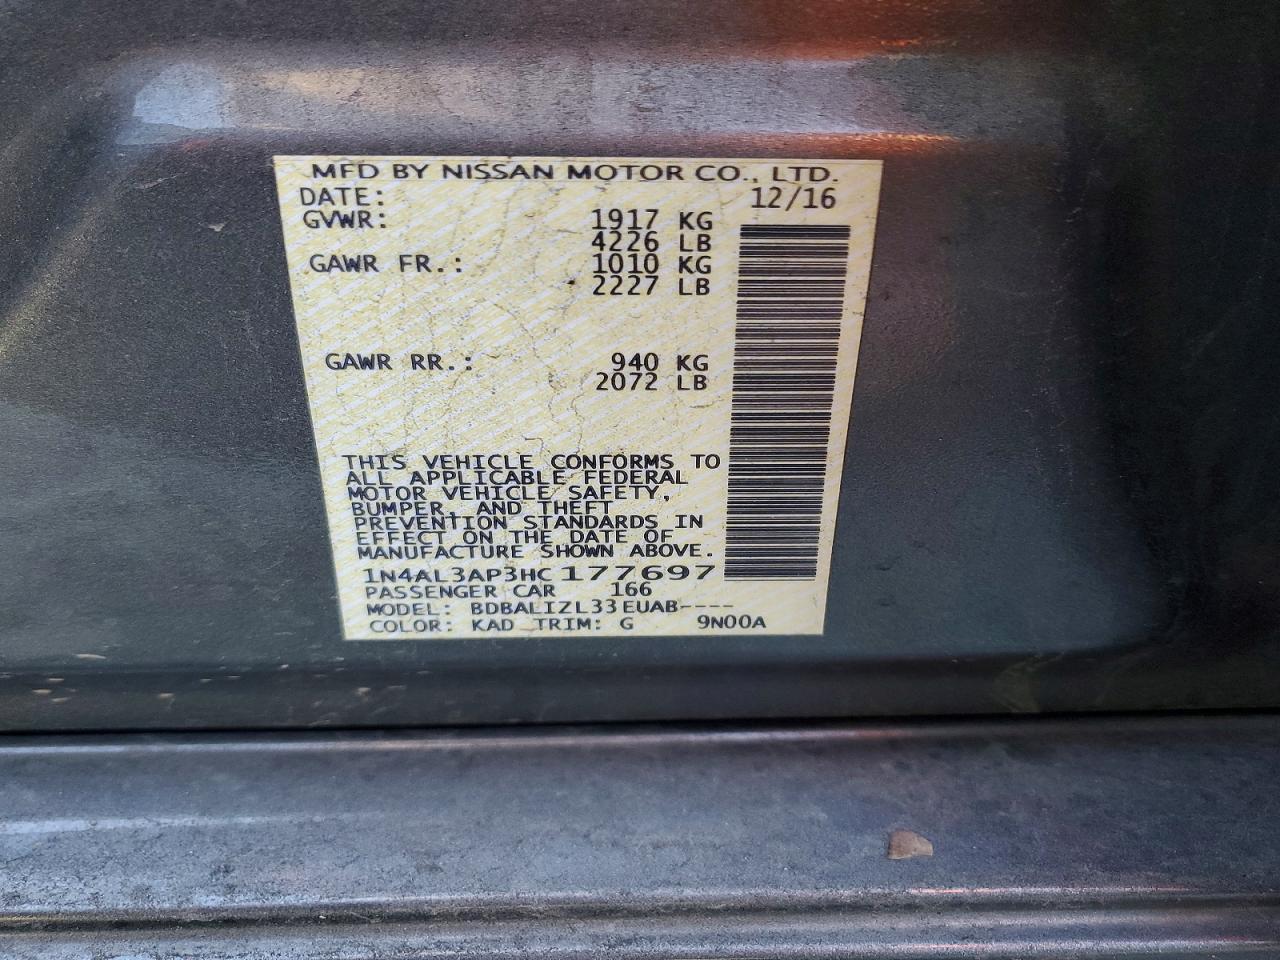 MFD BY NISSAN MOTOR CO., LTD.
DATE: 12/16
GVWR: 1917 KG
4226 LB
GAWR FR.: 1010 KG
2227 LB
GAWR RR.: 940 KG
2072 LB
THIS VEHICLE CONFORMS TO
ALL APPLICABLE FEDERAL
MOTOR VEHICLE SAFETY,
BUMPER, AND THEFT
PREVENTION STANDARDS IN
EFFECT ON THE DATE OF
MANUFACTURE SHOWN ABOVE.
1N4AL3AP3HC177697
PASSENGER CAR 166
MODEL: BDBALIZL33EUAB----
COLOR: KAD TRIM: G 9N00A